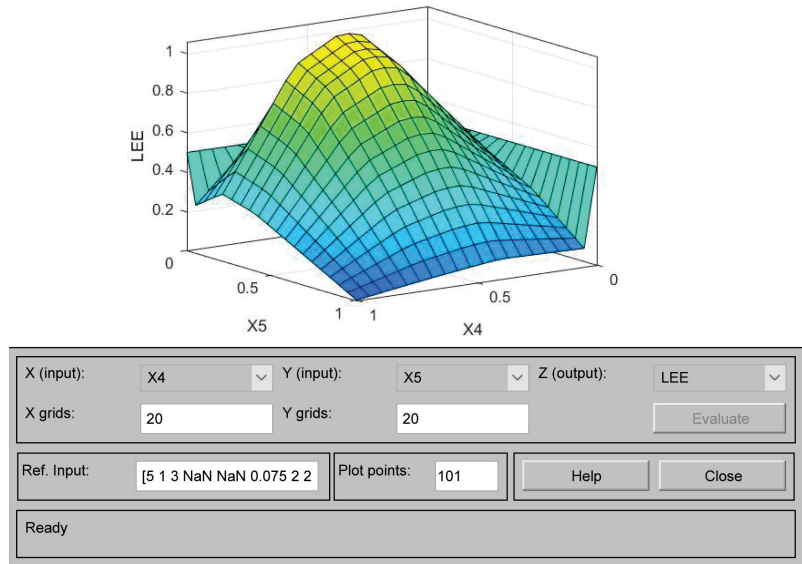 1
0.8
0.6
0.4
0.2
0
LEE
0
0.5
1
X5
1
0.5
0
X4
X (input): X4 Y (input): X5 Z (output): LEE
X grids: 20 Y grids: 20 Evaluate
Ref. Input: [5 1 3 NaN NaN 0.075 2 2 Plot points: 101 Help Close
Ready